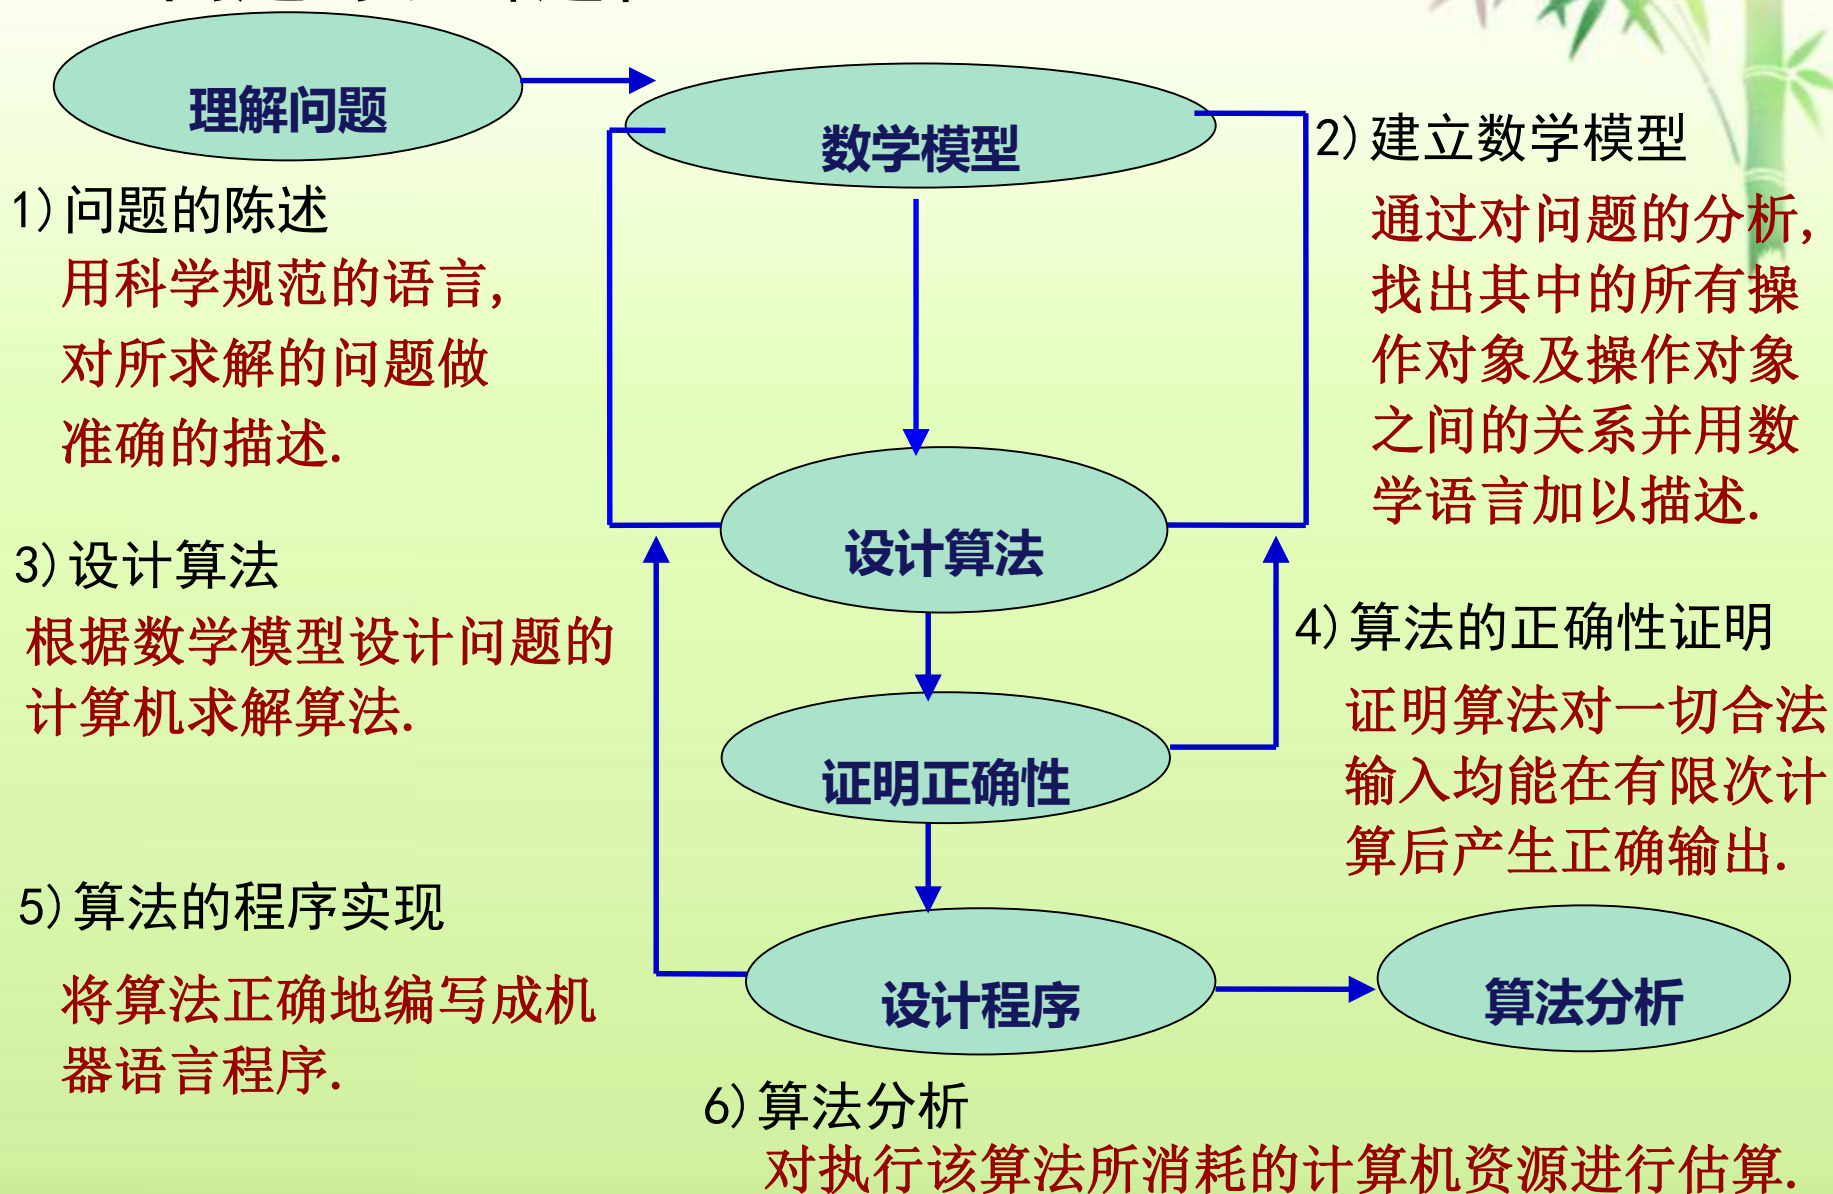 理解问题
数学模型
1)问题的陈述
用科学规范的语言,
对所求解的问题做
准确的描述.
2)建立数学模型
通过对问题的分析,
找出其中的所有操
作对象及操作对象
之间的关系并用数
学语言加以描述.
设计算法
3)设计算法
根据数学模型设计问题的
计算机求解算法.
证明正确性
4)算法的正确性证明
证明算法对一切合法
输入均能在有限次计
算后产生正确输出.
5)算法的程序实现
将算法正确地编写成机
器语言程序.
设计程序
算法分析
6)算法分析
对执行该算法所消耗的计算机资源进行估算.